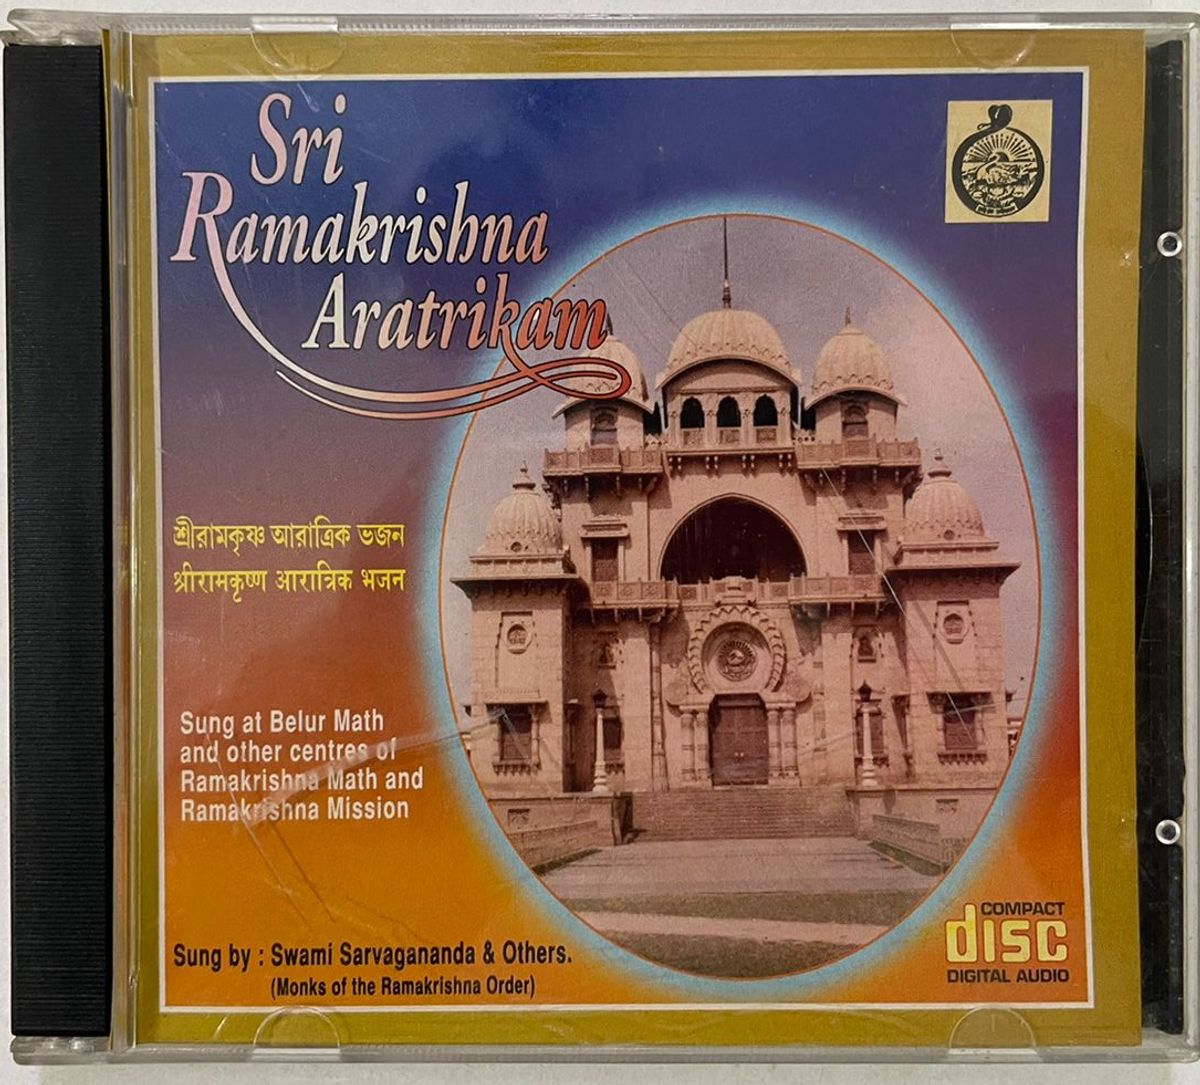 Sri
Ramakrishna
Aratrikam
শ্রীরামকৃষ্ণ আরাত্রিক ভজন
श्रीरामकृष्ण आरात्रिक भजन
Sung at Belur Math
and other centres of
Ramakrishna Math and
Ramakrishna Mission
Sung by : Swami Sarvagananda & Others.
(Monks of the Ramakrishna Order)
COMPACT
disc
DIGITAL AUDIO